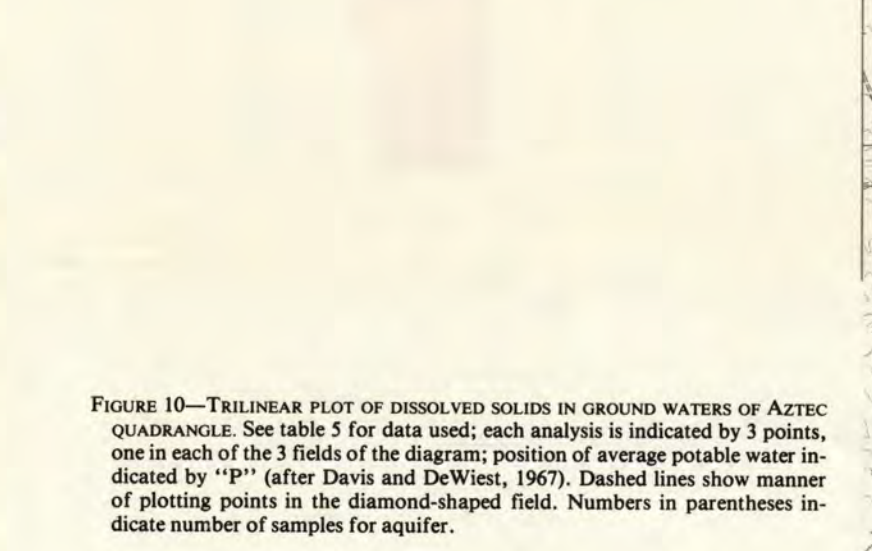 FIGURE 10—TRILINEAR PLOT OF DISSOLVED SOLIDS IN GROUND WATERS OF AZTEC
QUADRANGLE. See table 5 for data used; each analysis is indicated by 3 points,
one in each of the 3 fields of the diagram; position of average potable water in-
dicated by "P" (after Davis and DeWiest, 1967). Dashed lines show manner
of plotting points in the diamond-shaped field. Numbers in parentheses in-
dicate number of samples for aquifer.